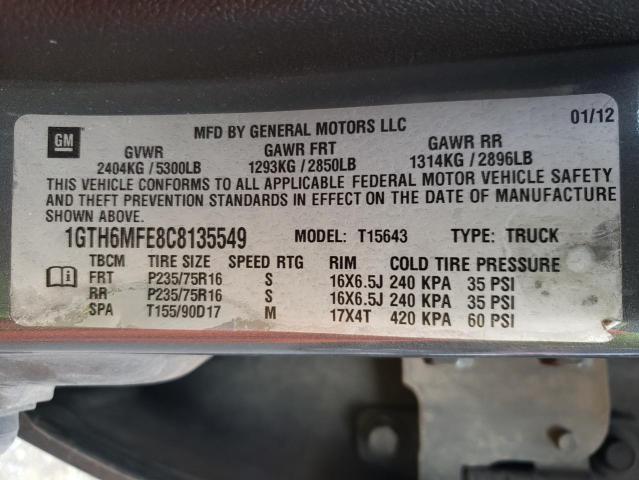 MFD BY GENERAL MOTORS LLC 01/12
GM
GVWR GAWR FRT GAWR RR
2404KG / 5300LB 1293KG / 2850LB 1314KG / 2896LB
THIS VEHICLE CONFORMS TO ALL APPLICABLE FEDERAL MOTOR VEHICLE SAFETY
AND THEFT PREVENTION STANDARDS IN EFFECT ON THE DATE OF MANUFACTURE
SHOWN ABOVE.
1GTH6MFE8C8135549 MODEL: T15643 TYPE: TRUCK
TBCM TIRE SIZE SPEED RTG RIM COLD TIRE PRESSURE
FRT P235/75R16 S 16X6.5J 240 KPA 35 PSI
RR P235/75R16 S 16X6.5J 240 KPA 35 PSI
SPA T155/90D17 M 17X4T 420 KPA 60 PSI